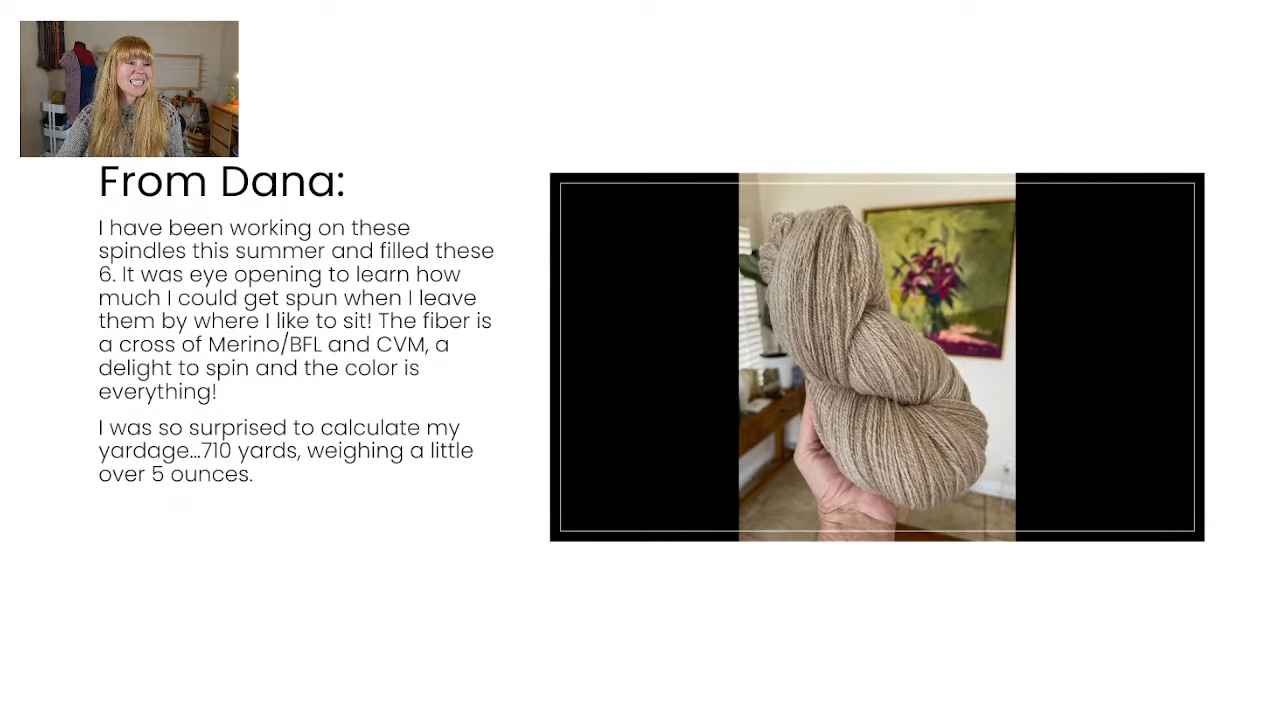 From Dana:
I have been working on these
spindles this summer and filled these
6. It was eye opening to learn how
much I could get spun when I leave
them by where I like to sit! The fiber is
a cross of Merino/BFL and CVM, a
delight to spin and the color is
everything!
I was so surprised to calculate my
yardage...710 yards, weighing a little
over 5 ounces.